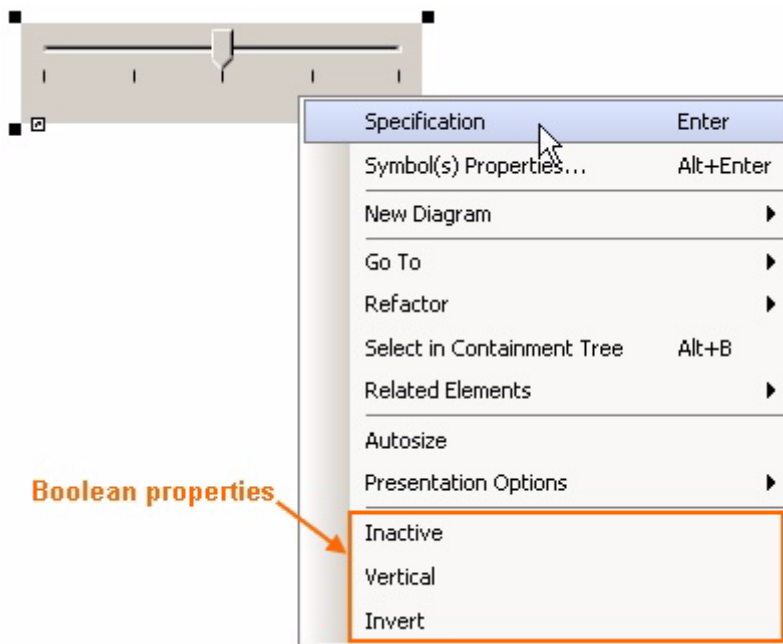 Specification Enter
Symbol(s) Properties... Alt+Enter
New Diagram
Go To
Refactor
Select in Containment Tree Alt+B
Related Elements
Autosize
Presentation Options
Boolean properties
Inactive
Vertical
Invert